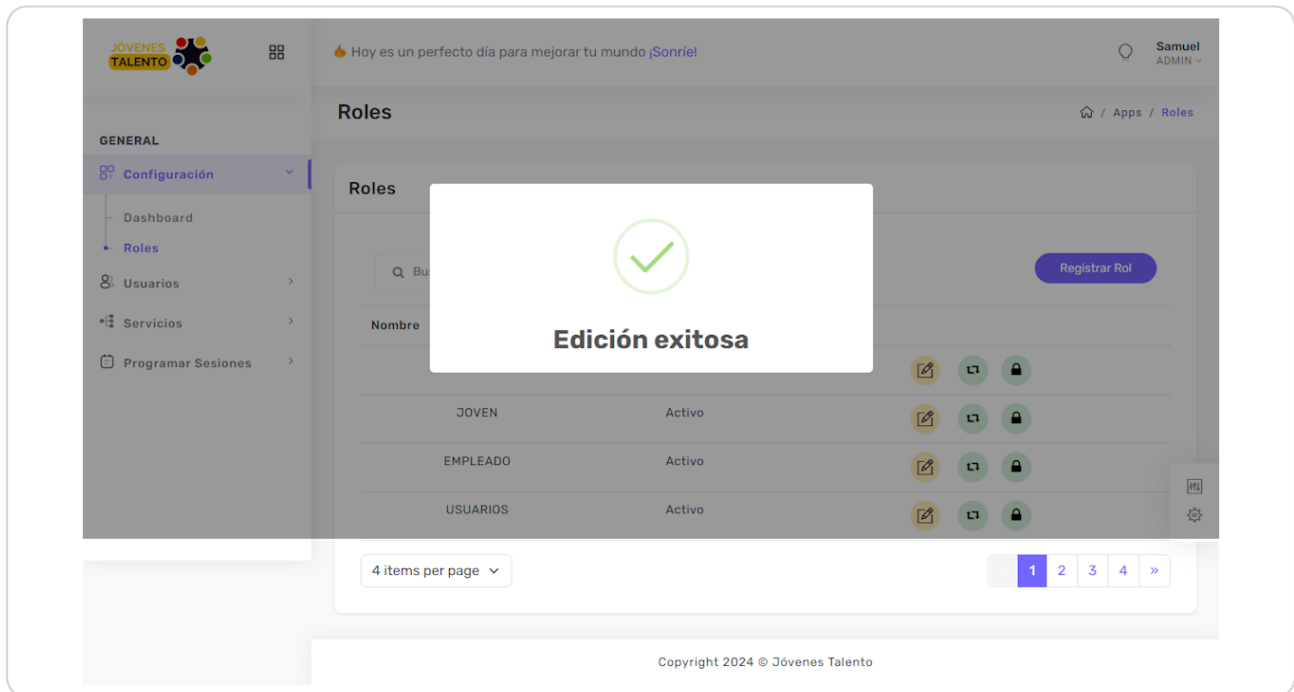 JÓVENES
TALENTO
🔥 Hoy es un perfecto día para mejorar tu mundo ¡Sonríe!
Samuel
ADMIN
Roles
/ Apps / Roles
GENERAL
Configuración
Dashboard
Roles
Usuarios
Servicios
Programar Sesiones
Roles
Bu
Registrar Rol
Nombre
Edición exitosa
JOVEN Activo
EMPLEADO Activo
USUARIOS Activo
4 items per page
1 2 3 4 »
Copyright 2024 © Jóvenes Talento